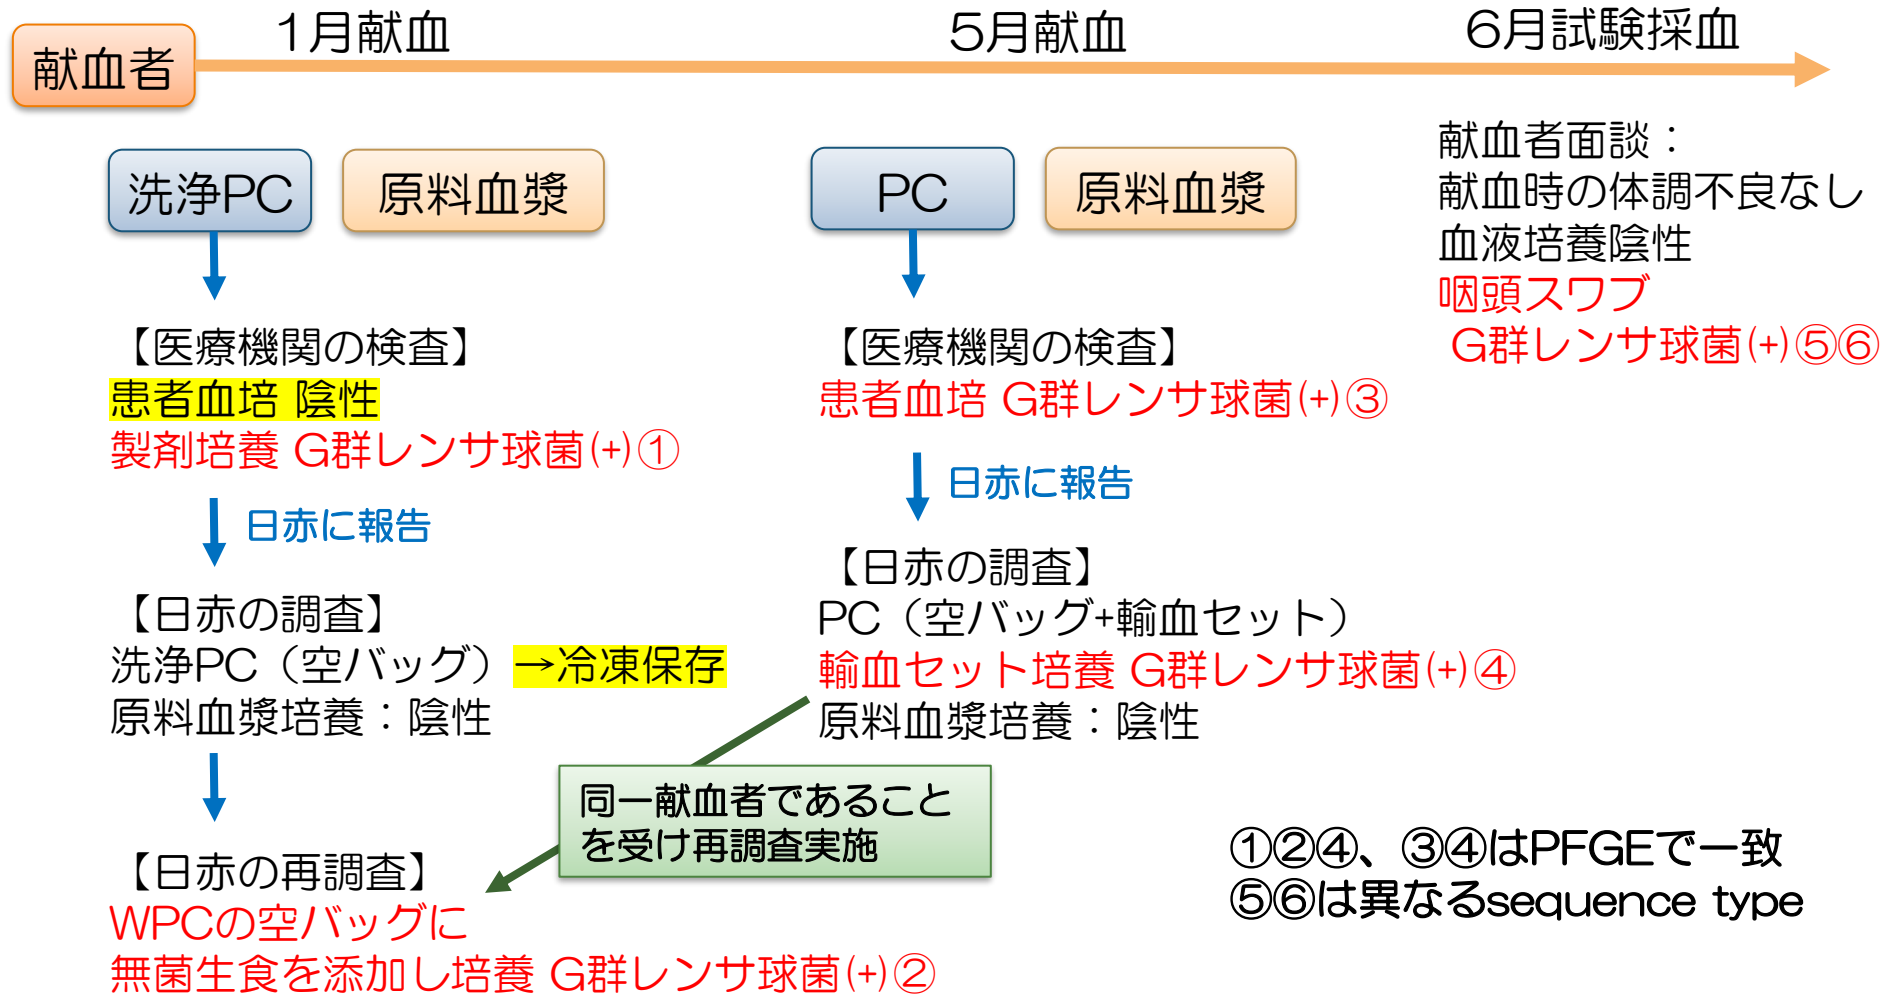 献血者
1月献血
5月献血
6月試験採血
洗浄PC
原料血漿
PC
原料血漿
献血者面談：
献血時の体調不良なし
血液培養陰性
咽頭スワブ
G群レンサ球菌(+)⑤⑥
【医療機関の検査】
患者血培 陰性
製剤培養 G群レンサ球菌(+)①
日赤に報告
【日赤の調査】
洗浄PC（空バッグ）→冷凍保存
原料血漿培養：陰性
【医療機関の検査】
患者血培 G群レンサ球菌(+)③
日赤に報告
【日赤の調査】
PC（空バッグ+輸血セット）
輸血セット培養 G群レンサ球菌(+)④
原料血漿培養：陰性
同一献血者であること
を受け再調査実施
【日赤の再調査】
WPCの空バッグに
無菌生食を添加し培養 G群レンサ球菌(+)②
①②④、③④はPFGEで一致
⑤⑥は異なるsequence type